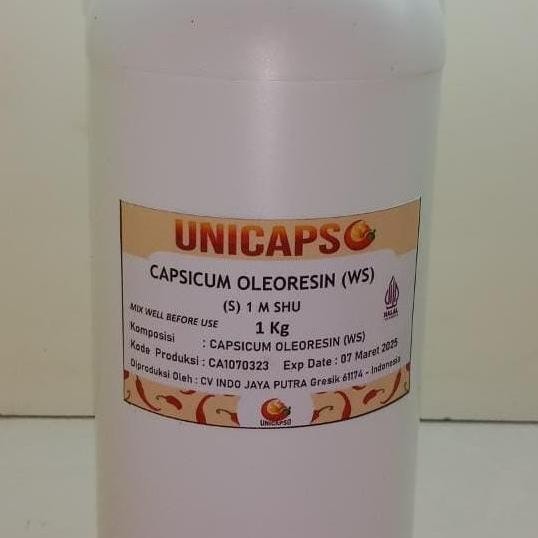 UNICAPSO
CAPSICUM OLEORESIN (WS)
(S) 1 M SHU
MIX WELL BEFORE USE
1 Kg
HALAL
Komposisi : CAPSICUM OLEORESIN (WS)
Kode Produksi : CA1070323 Exp Date : 07 Maret 2025
Diproduksi Oleh : CV INDO JAYA PUTRA Gresik 61174 - Indonesia
UNICAPSO